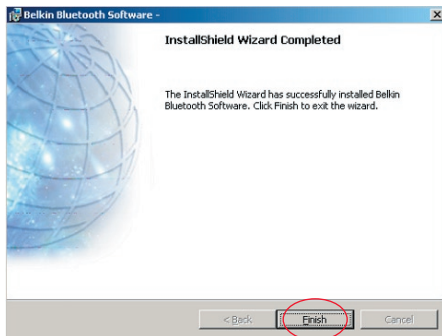 Belkin Bluetooth Software -
InstallShield Wizard Completed
The InstallShield Wizard has successfully installed Belkin
Bluetooth Software. Click Finish to exit the wizard.
< Back
Finish
Cancel